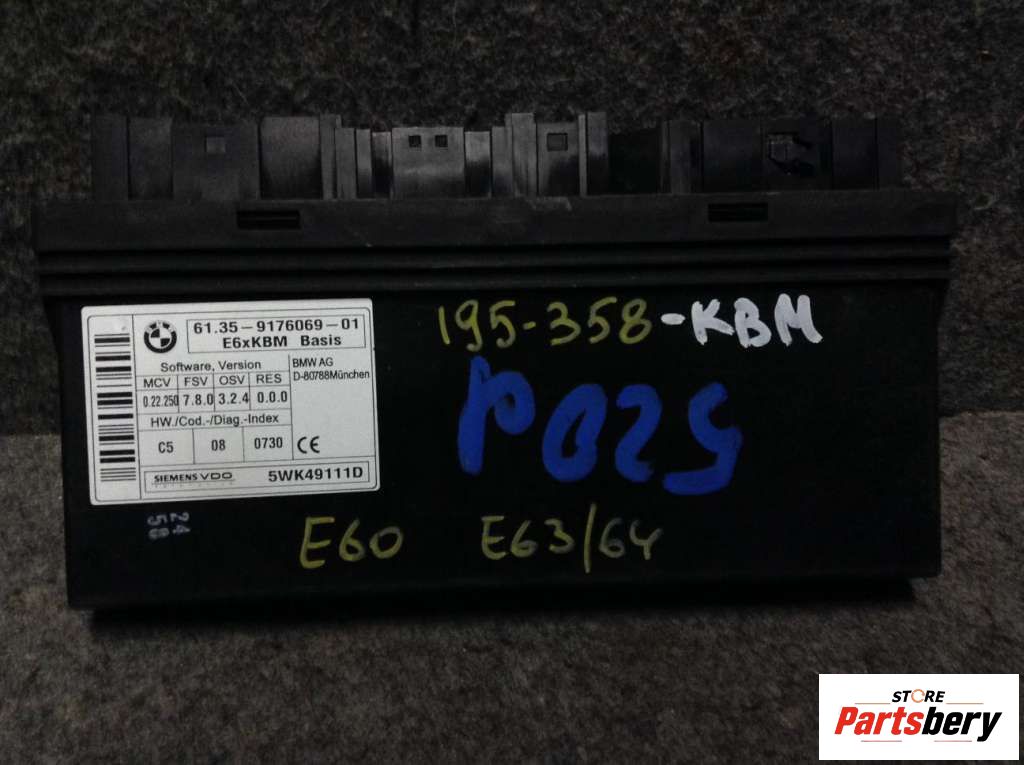 61.35-9176069-01
E6xKBM Basis
Software, Version
MCV FSV OSV RES
0.22.250 7.8.0 3.2.4 0.0.0
HW./Cod.-/Diag.-Index
C5 08 0730
BMW AG
D-80788München
CE
SIEMENS VDO
5WK49111D
24
58
195-358-KBM
E60 E63/64
STORE
Partsbery